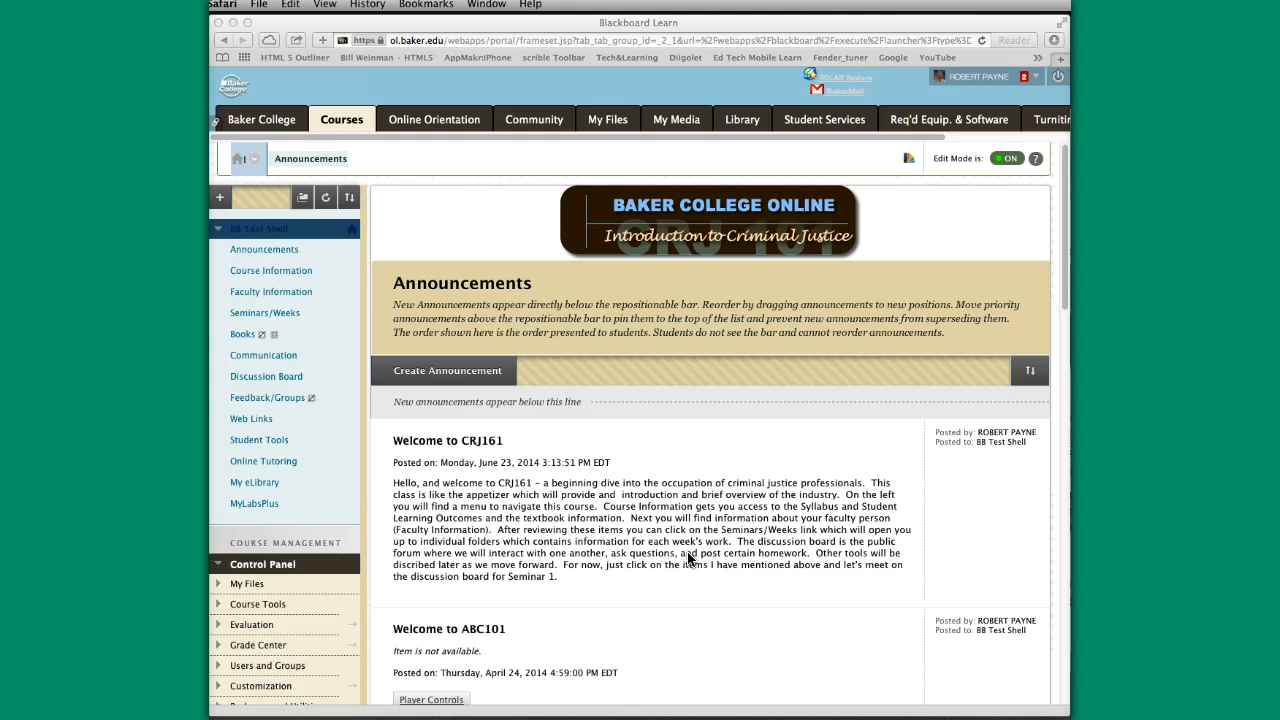 Safari File Edit View History Bookmarks Window Help
Blackboard Learn
https ol.baker.edu/webapps/portal/frameset.jsp?tab_tab_group_id=_2_1&url=%2Fwebapps%2Fblackboard%2Fexecute%2Flauncher%3Ftype%3D Reader
HTML 5 Outliner Bill Weinman - HTML5 AppMakr:iPhone scribble Toolbar Tech&Learning Diigolet Ed Tech Mobile Learn Fender_tuner Google YouTube
Baker College
SOLAR System
BakerMail
ROBERT PAYNE 2
Baker College Courses Online Orientation Community My Files My Media Library Student Services Req'd Equip. & Software Turnitin
Announcements
Edit Mode is: ON ?
BAKER COLLEGE ONLINE
CRJ 161
Introduction to Criminal Justice
BB Test Shell
Announcements
Course Information
Faculty Information
Seminars/Weeks
Books
Communication
Discussion Board
Feedback/Groups
Web Links
Student Tools
Online Tutoring
My eLibrary
MyLabsPlus
COURSE MANAGEMENT
Control Panel
My Files
Course Tools
Evaluation
Grade Center
Users and Groups
Customization
Announcements
New Announcements appear directly below the repositionable bar. Reorder by dragging announcements to new positions. Move priority
announcements above the repositionable bar to pin them to the top of the list and prevent new announcements from superseding them.
The order shown here is the order presented to students. Students do not see the bar and cannot reorder announcements.
Create Announcement
New announcements appear below this line
Welcome to CRJ161
Posted on: Monday, June 23, 2014 3:13:51 PM EDT
Hello, and welcome to CRJ161 – a beginning dive into the occupation of criminal justice professionals. This
class is like the appetizer which will provide and introduction and brief overview of the industry. On the left
you will find a menu to navigate this course. Course Information gets you access to the Syllabus and Student
Learning Outcomes and the textbook information. Next you will find information about your faculty person
(Faculty Information). After reviewing these items you can click on the Seminars/Weeks link which will open you
up to individual folders which contains information for each week's work. The discussion board is the public
forum where we will interact with one another, ask questions, and post certain homework. Other tools will be
discribed later as we move forward. For now, just click on the items I have mentioned above and let's meet on
the discussion board for Seminar 1.
Posted by: ROBERT PAYNE
Posted to: BB Test Shell
Welcome to ABC101
Item is not available.
Posted on: Thursday, April 24, 2014 4:59:00 PM EDT
Player Controls
Posted by: ROBERT PAYNE
Posted to: BB Test Shell